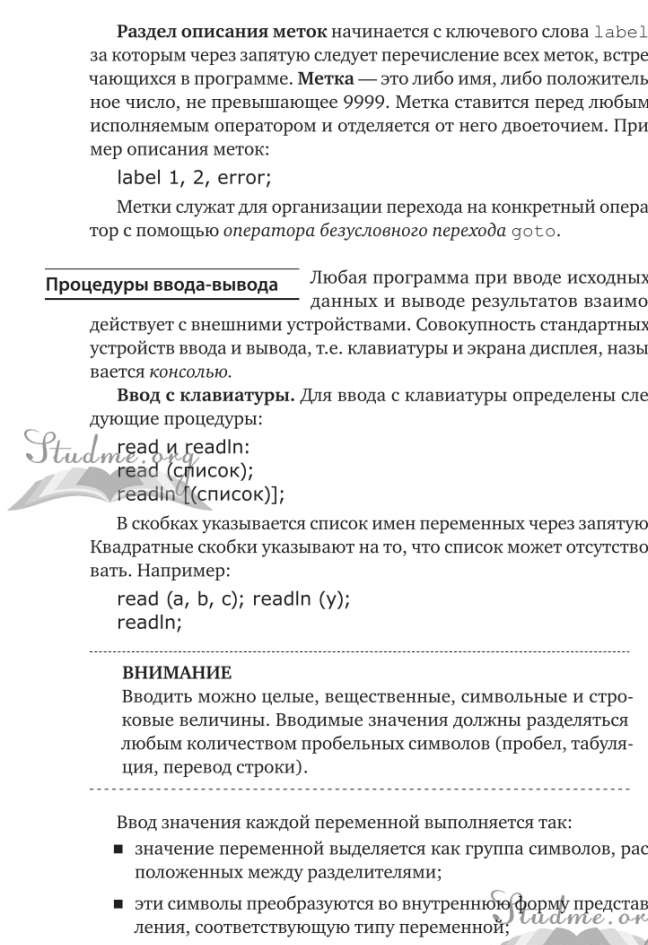 Раздел описания меток начинается с ключевого слова label
за которым через запятую следует перечисление всех меток, встре
чающихся в программе. Метка — это либо имя, либо положитель
ное число, не превышающее 9999. Метка ставится перед любым
исполняемым оператором и отделяется от него двоеточием. При
мер описания меток:
label 1, 2, error;
Метки служат для организации перехода на конкретный опера
тор с помощью оператора безусловного перехода goto.
Процедуры ввода-вывода
Любая программа при вводе исходных
данных и выводе результатов взаимо
действует с внешними устройствами. Совокупность стандартных
устройств ввода и вывода, т.е. клавиатуры и экрана дисплея, назы
вается консолью.
Ввод с клавиатуры. Для ввода с клавиатуры определены сле
дующие процедуры:
read и readln:
Studme.org
read (список);
readln [(список)];
В скобках указывается список имен переменных через запятую
Квадратные скобки указывают на то, что список может отсутство
вать. Например:
read (a, b, c); readln (y);
readln;
ВНИМАНИЕ
Вводить можно целые, вещественные, символьные и стро-
ковые величины. Вводимые значения должны разделяться
любым количеством пробельных символов (пробел, табуля-
ция, перевод строки).
Ввод значения каждой переменной выполняется так:
■ значение переменной выделяется как группа символов, рас
положенных между разделителями;
■ эти символы преобразуются во внутреннюю форму представ
ления, соответствующую типу переменной;
Studme.or